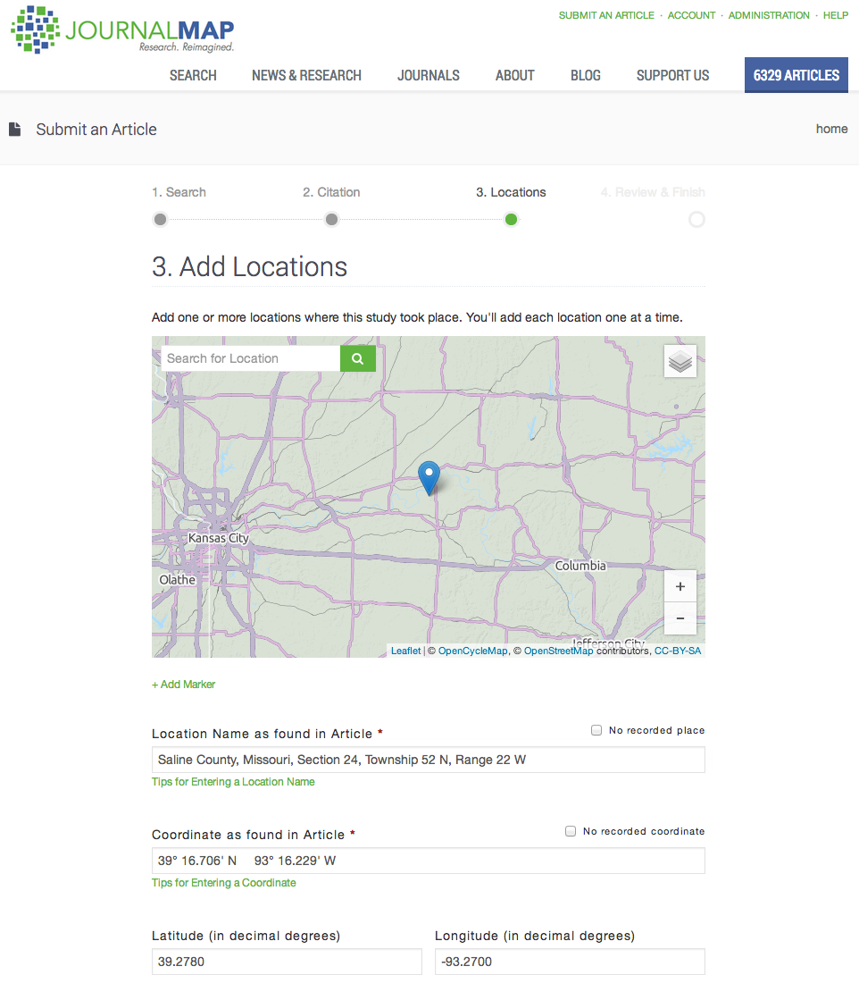 SUBMIT AN ARTICLE · ACCOUNT · ADMINISTRATION · HELP
JOURNALMAP
Research. Reimagined.
SEARCH NEWS & RESEARCH JOURNALS ABOUT BLOG SUPPORT US 6329 ARTICLES
Submit an Article home
1. Search 2. Citation 3. Locations 4. Review & Finish
3. Add Locations
Add one or more locations where this study took place. You'll add each location one at a time.
Search for Location
Kansas City
Columbia
Olathe
+
−
Jefferson City
Leaflet | © OpenCycleMap, © OpenStreetMap contributors, CC-BY-SA
+ Add Marker
Location Name as found in Article * No recorded place
Saline County, Missouri, Section 24, Township 52 N, Range 22 W
Tips for Entering a Location Name
Coordinate as found in Article * No recorded coordinate
39° 16.706' N 93° 16.229' W
Tips for Entering a Coordinate
Latitude (in decimal degrees) Longitude (in decimal degrees)
39.2780 -93.2700